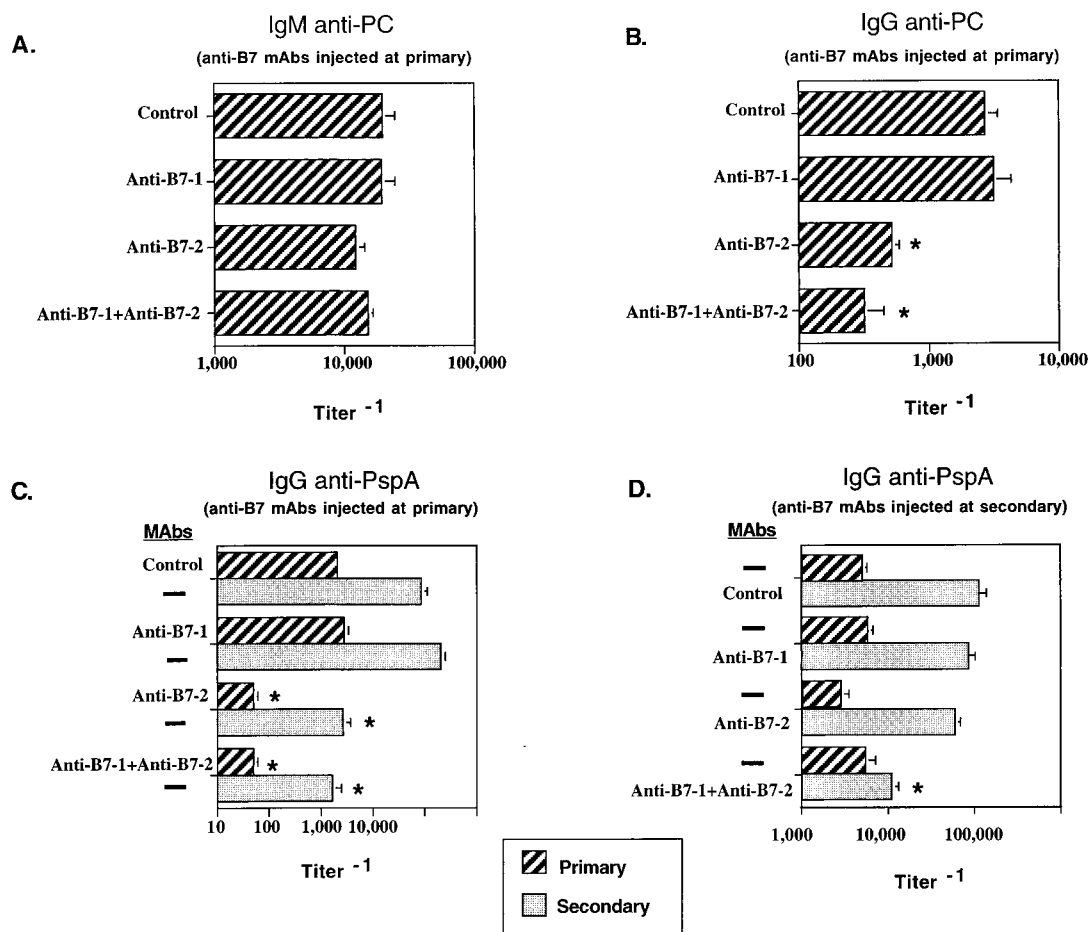 A.
IgM anti-PC
(anti-B7 mAbs injected at primary)
Control
Anti-B7-1
Anti-B7-2
Anti-B7-1+Anti-B7-2
1,000
10,000
100,000
Titer -1
B.
IgG anti-PC
(anti-B7 mAbs injected at primary)
Control
Anti-B7-1
Anti-B7-2
*
Anti-B7-1+Anti-B7-2
*
100
1,000
10,000
Titer -1
C.
IgG anti-PspA
(anti-B7 mAbs injected at primary)
MAbs
Control
—
Anti-B7-1
—
Anti-B7-2
*
—
*
Anti-B7-1+Anti-B7-2
*
—
*
10
100
1,000
10,000
Titer -1
D.
IgG anti-PspA
(anti-B7 mAbs injected at secondary)
MAbs
—
Control
—
Anti-B7-1
—
Anti-B7-2
—
Anti-B7-1+Anti-B7-2
*
1,000
10,000
100,000
Titer -1
Primary
Secondary